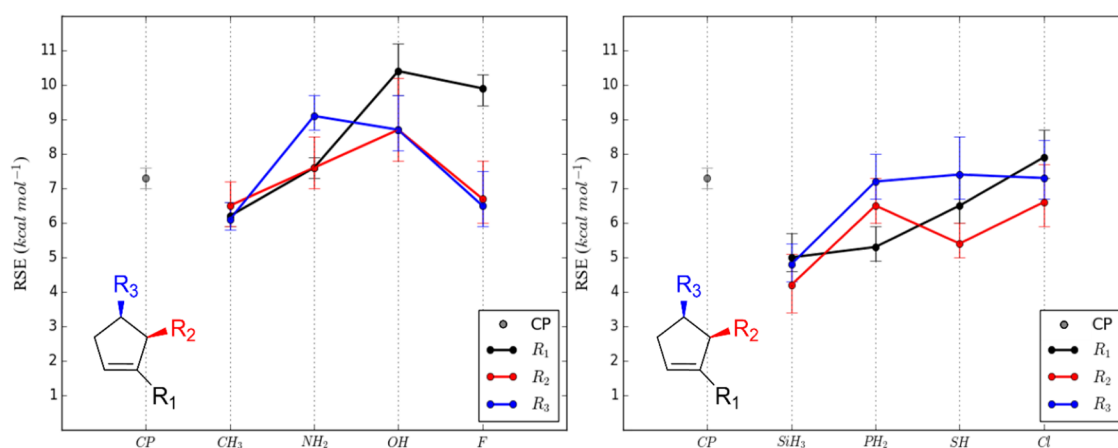 11
10
9
8
7
6
5
4
3
2
1
RSE (kcal mol⁻¹)
R₃
R₂
R₁
CP
R₁
R₂
R₃
CP
CH₃
NH₂
OH
F
11
10
9
8
7
6
5
4
3
2
1
RSE (kcal mol⁻¹)
R₃
R₂
R₁
CP
R₁
R₂
R₃
CP
SiH₃
PH₂
SH
Cl